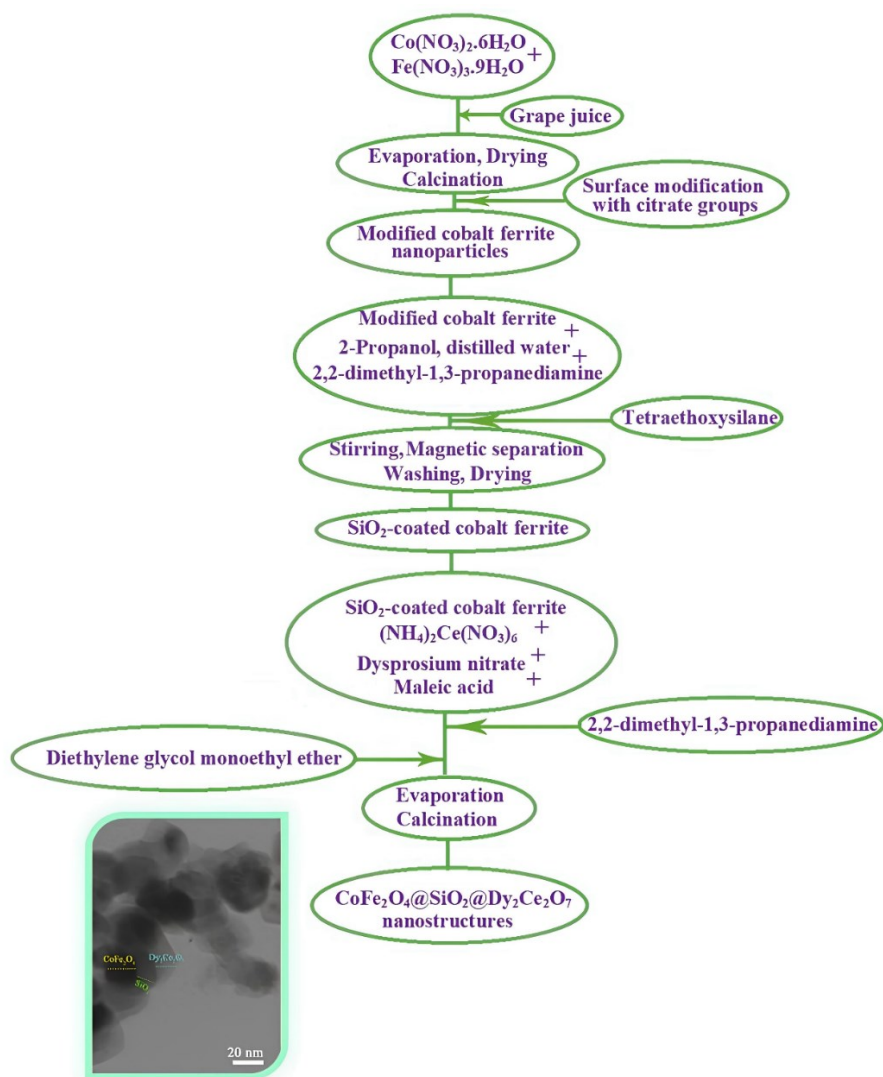 Co(NO₃)₂.6H₂O +
Fe(NO₃)₃.9H₂O
Grape juice
Evaporation, Drying
Calcination
Surface modification
with citrate groups
Modified cobalt ferrite
nanoparticles
Modified cobalt ferrite +
2-Propanol, distilled water +
2,2-dimethyl-1,3-propanediamine
Tetraethoxysilane
Stirring, Magnetic separation
Washing, Drying
SiO₂-coated cobalt ferrite
SiO₂-coated cobalt ferrite
(NH₄)₂Ce(NO₃)₆ +
Dysprosium nitrate +
Maleic acid +
2,2-dimethyl-1,3-propanediamine
Diethylene glycol monoethyl ether
Evaporation
Calcination
CoFe₂O₄@SiO₂@Dy₂Ce₂O₇
nanostructures
20 nm